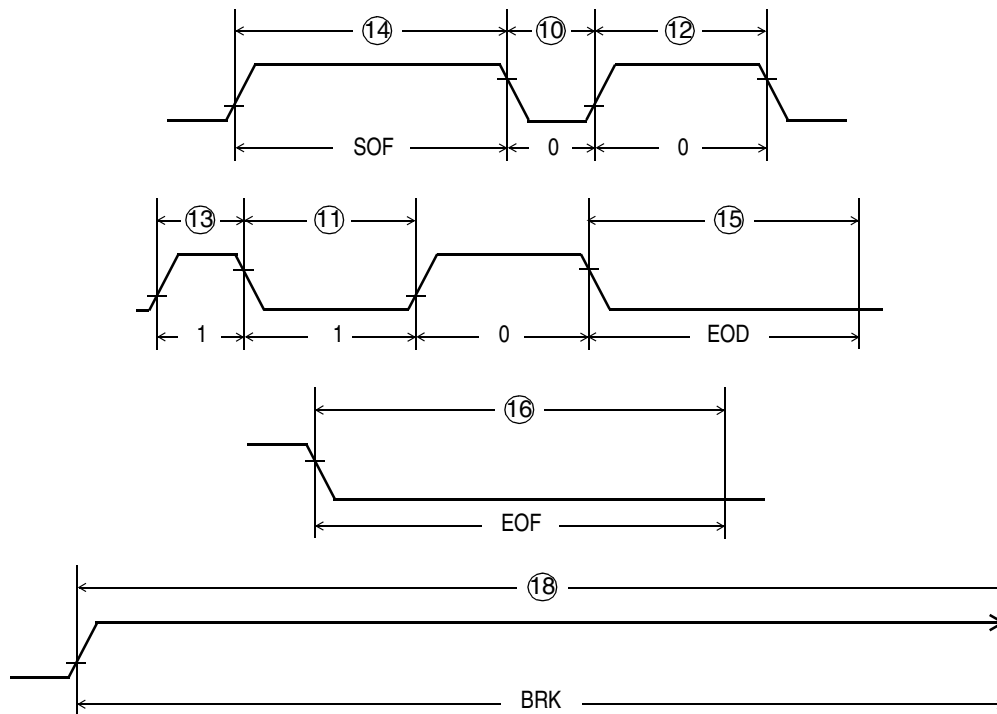 ⑭ ⑩ ⑫
SOF 0 0
⑬ ⑪ ⑮
1 1 0 EOD
⑯
EOF
⑱
BRK